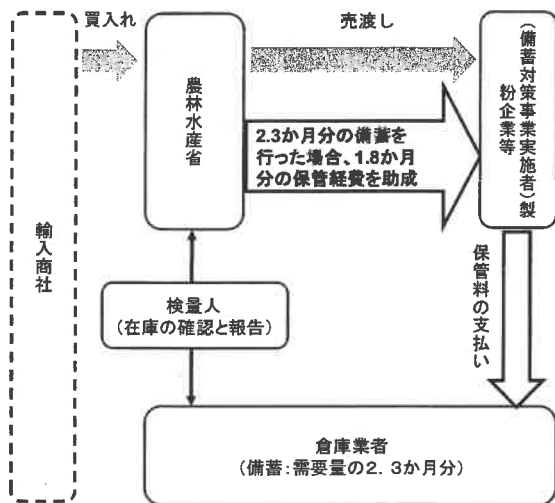 買入れ
売渡し
輸入商社
農林水産省
2.3か月分の備蓄を
行った場合、1.8か月
分の保管経費を助成
（備蓄対策事業実施者）製
粉企業等
検量人
（在庫の確認と報告）
保管料の支払い
倉庫業者
（備蓄：需要量の2．3か月分）